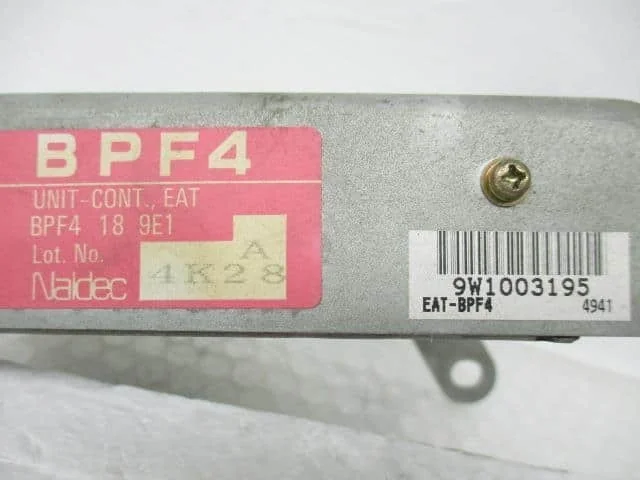 BPF4
UNIT-CONT., EAT
BPF4 18 9E1
Lot. No.
A
4K28
Naldec
9W1003195
EAT-BPF4 4941